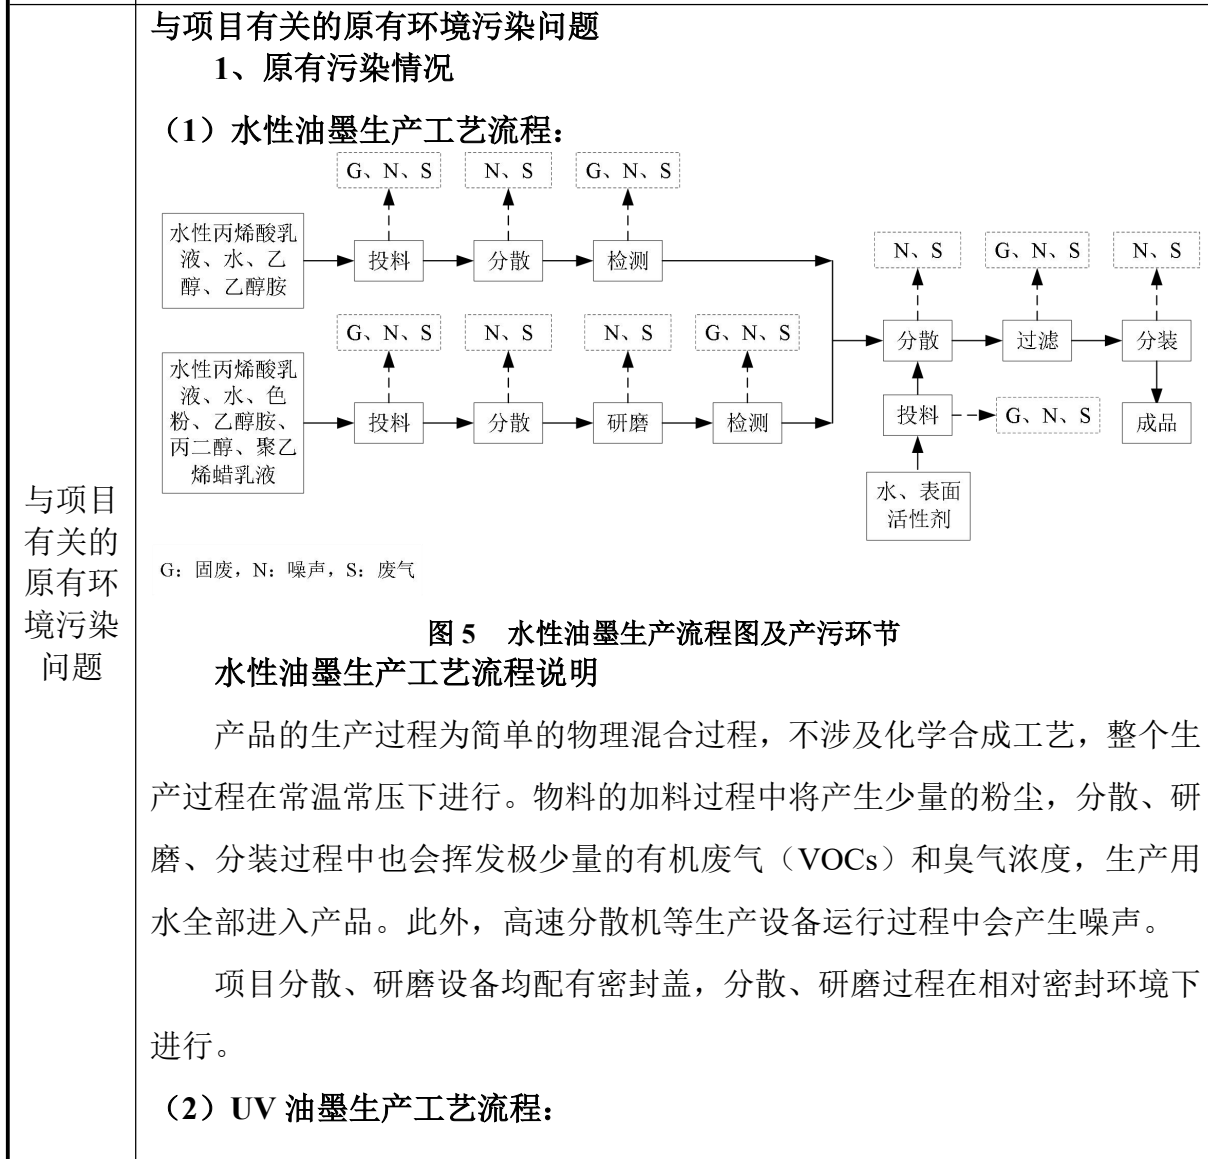 与项目
有关的
原有环
境污染
问题
与项目有关的原有环境污染问题
1、原有污染情况
（1）水性油墨生产工艺流程：
G、N、S
N、S
G、N、S
水性丙烯酸乳
液、水、乙
醇、乙醇胺
投料
分散
检测
G、N、S
N、S
N、S
G、N、S
水性丙烯酸乳
液、水、色
粉、乙醇胺、
丙二醇、聚乙
烯蜡乳液
投料
分散
研磨
检测
N、S
G、N、S
N、S
分散
过滤
分装
投料
G、N、S
成品
水、表面
活性剂
G：固废，N：噪声，S：废气
图 5 水性油墨生产流程图及产污环节
水性油墨生产工艺流程说明
产品的生产过程为简单的物理混合过程，不涉及化学合成工艺，整个生
产过程在常温常压下进行。物料的加料过程中将产生少量的粉尘，分散、研
磨、分装过程中也会挥发极少量的有机废气（VOCs）和臭气浓度，生产用
水全部进入产品。此外，高速分散机等生产设备运行过程中会产生噪声。
项目分散、研磨设备均配有密封盖，分散、研磨过程在相对密封环境下
进行。
（2）UV 油墨生产工艺流程：